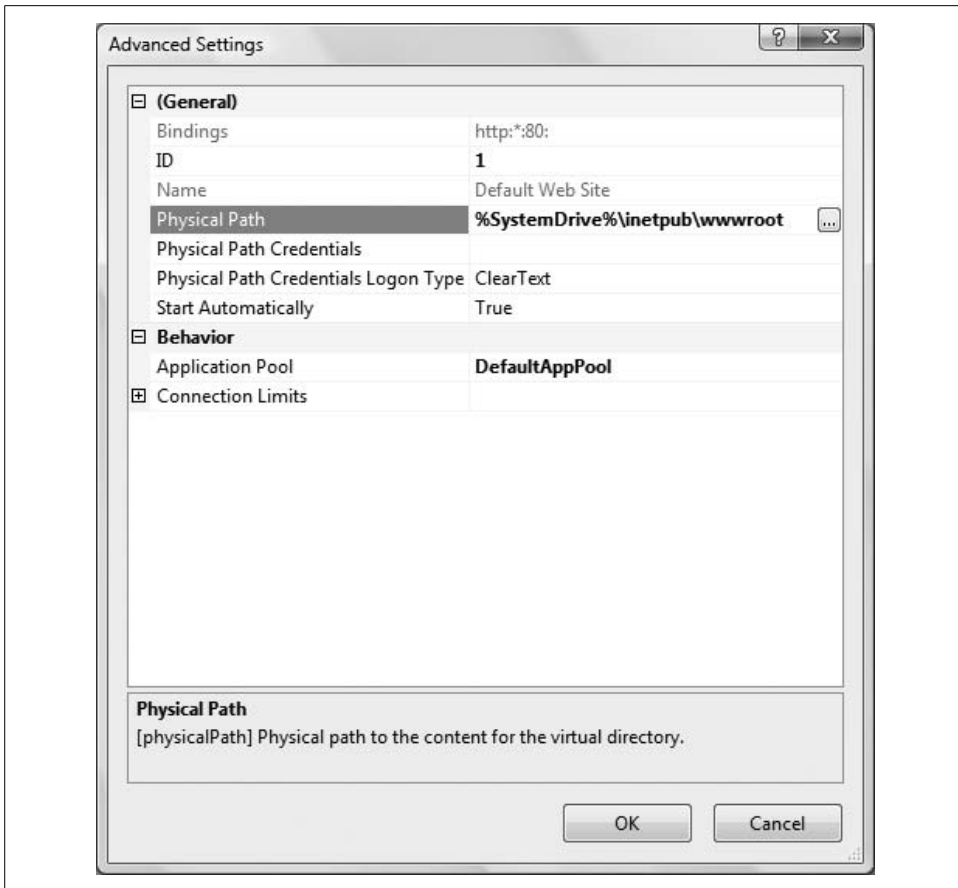 Advanced Settings
(General)
Bindings http:*:80:
ID 1
Name Default Web Site
Physical Path %SystemDrive%\inetpub\wwwroot ...
Physical Path Credentials
Physical Path Credentials Logon Type ClearText
Start Automatically True
Behavior
Application Pool DefaultAppPool
Connection Limits
Physical Path
[physicalPath] Physical path to the content for the virtual directory.
OK Cancel